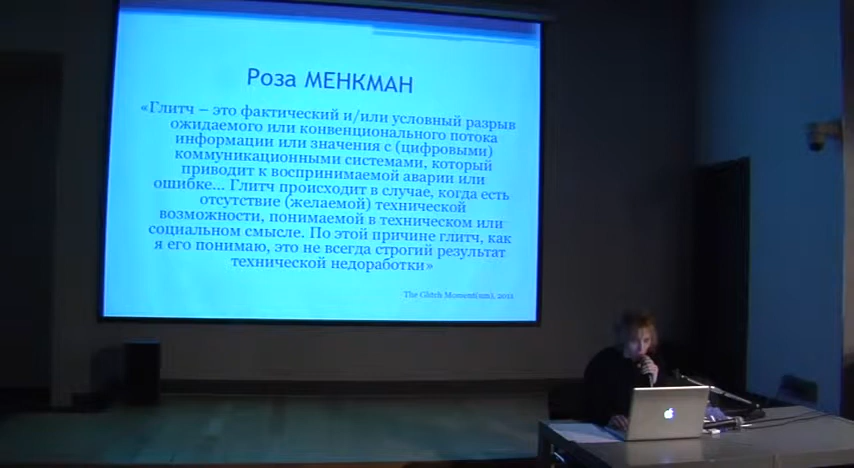 Роза МЕНКМАН
«Глитч – это фактический и/или условный разрыв
ожидаемого или конвенционального потока
информации или значения с (цифровыми)
коммуникационными системами, который
приводит к воспринимаемой аварии или
ошибке... Глитч происходит в случае, когда есть
отсутствие (желаемой) технической
возможности, понимаемой в техническом или
социальном смысле. По этой причине глитч, как
я его понимаю, это не всегда строгий результат
технической недоработки»
The Glitch Moment(um), 2011